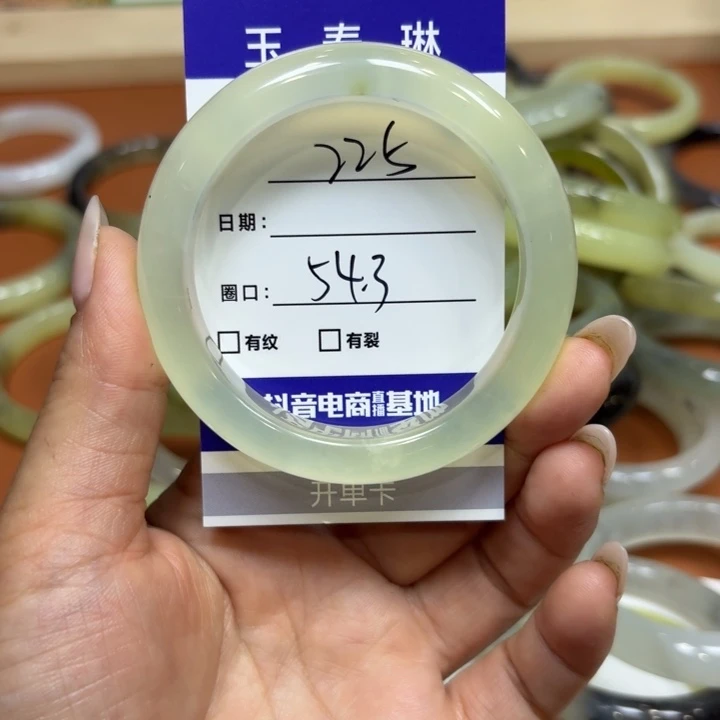 玉春琳
225
日期:
圈口: 54.3
□有纹 □有裂
抖音电商直播基地
开单卡